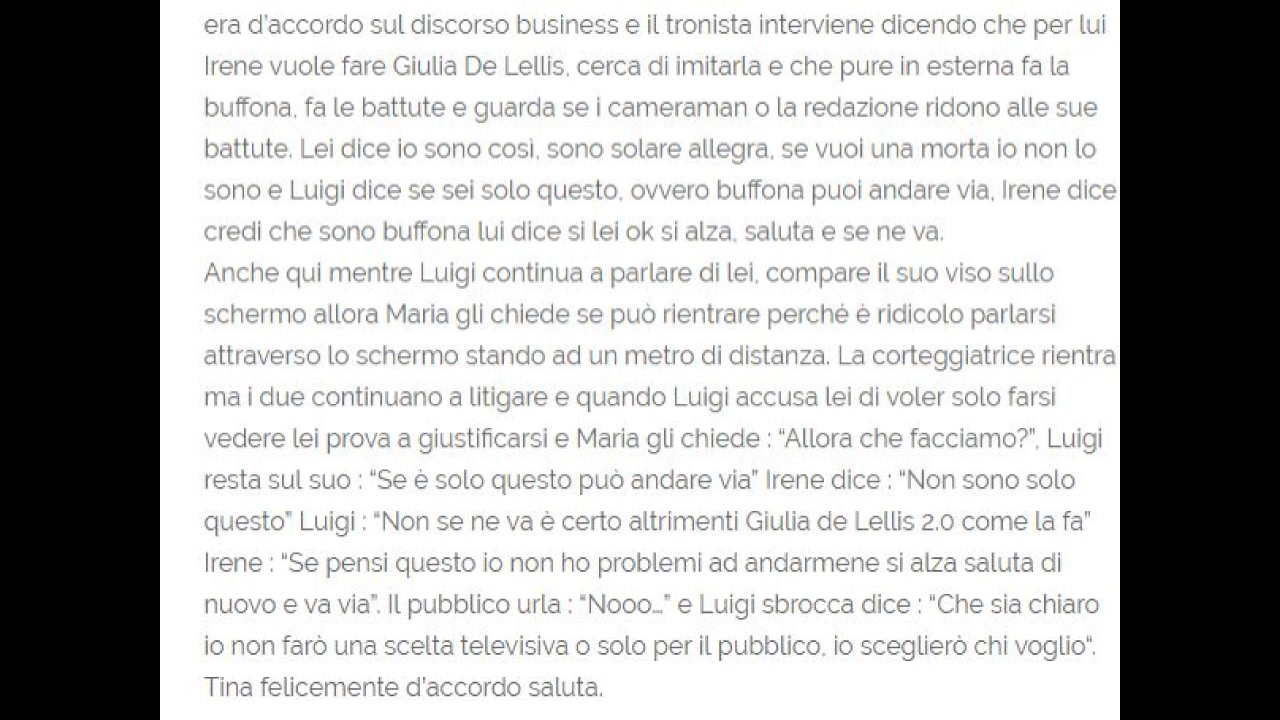 era d'accordo sul discorso business e il tronista interviene dicendo che per lui
Irene vuole fare Giulia De Lellis, cerca di imitarla e che pure in esterna fa la
buffona, fa le battute e guarda se i cameraman o la redazione ridono alle sue
battute. Lei dice io sono così, sono solare allegra, se vuoi una morta io non lo
sono e Luigi dice se sei solo questo, ovvero buffona puoi andare via, Irene dice
credi che sono buffona lui dice si lei ok si alza, saluta e se ne va.
Anche qui mentre Luigi continua a parlare di lei, compare il suo viso sullo
schermo allora Maria gli chiede se può rientrare perché è ridicolo parlarsi
attraverso lo schermo stando ad un metro di distanza. La corteggiatrice rientra
ma i due continuano a litigare e quando Luigi accusa lei di voler solo farsi
vedere lei prova a giustificarsi e Maria gli chiede : “Allora che facciamo?”, Luigi
resta sul suo : “Se è solo questo può andare via” Irene dice : “Non sono solo
questo” Luigi : “Non se ne va è certo altrimenti Giulia de Lellis 2.0 come la fa”
Irene : “Se pensi questo io non ho problemi ad andarmene si alza saluta di
nuovo e va via”. Il pubblico urla : “Nooo…” e Luigi sbrocca dice : “Che sia chiaro
io non farò una scelta televisiva o solo per il pubblico, io sceglierò chi voglio“.
Tina felicemente d'accordo saluta.